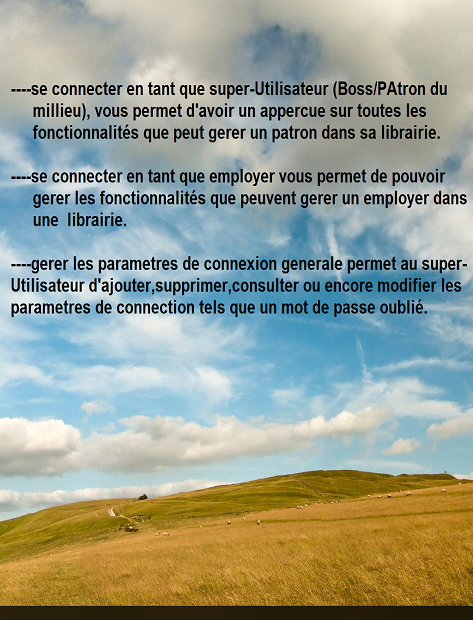 ----se connecter en tant que super-Utilisateur (Boss/PAtron du
millieu), vous permet d'avoir un appercue sur toutes les
fonctionnalités que peut gerer un patron dans sa librairie.
----se connecter en tant que employer vous permet de pouvoir
gerer les fonctionnalités que peuvent gerer un employer dans
une librairie.
----gerer les parametres de connexion generale permet au super-
Utilisateur d'ajouter,supprimer,consulter ou encore modifier les
parametres de connection tels que un mot de passe oublié.